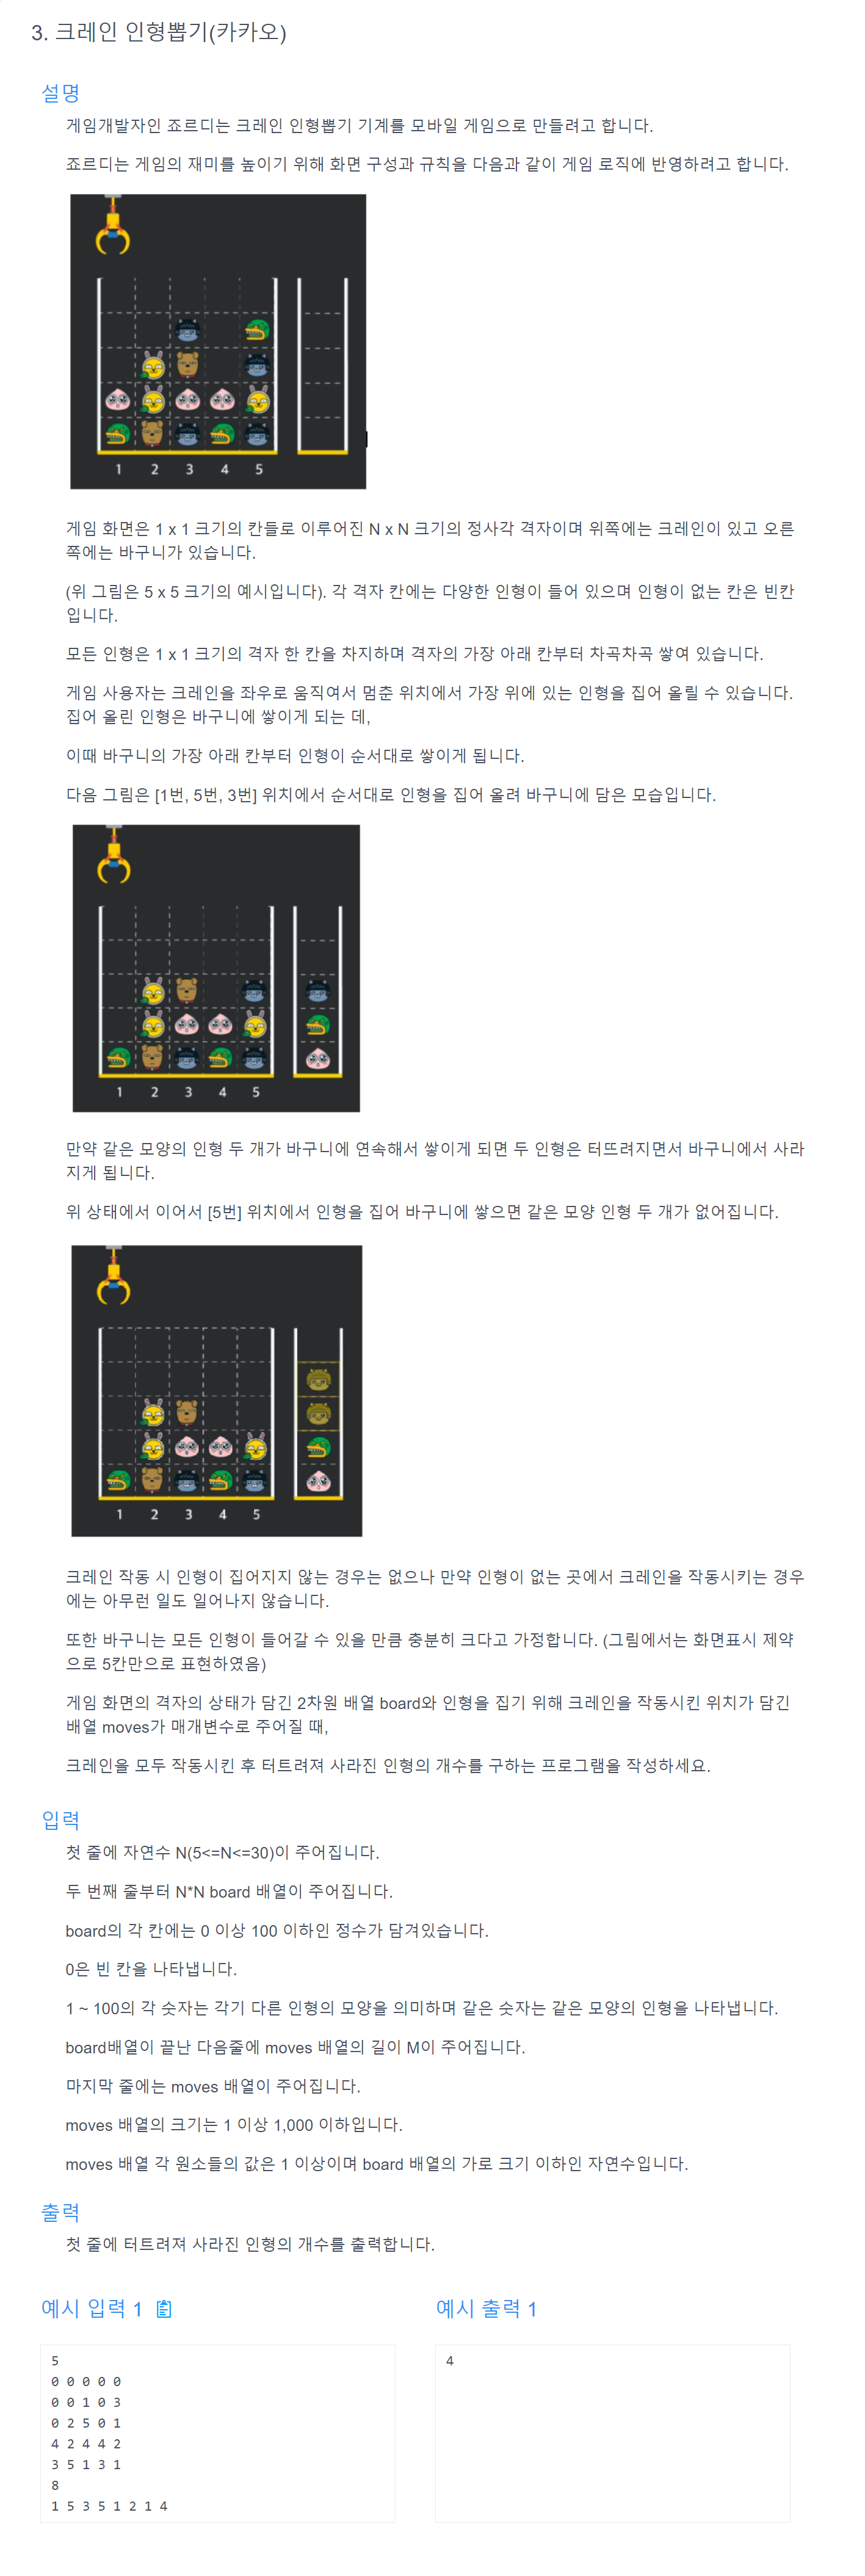 3. 크레인 인형뽑기(카카오)
설명
게임개발자인 죠르디는 크레인 인형뽑기 기계를 모바일 게임으로 만들려고 합니다.
죠르디는 게임의 재미를 높이기 위해 화면 구성과 규칙을 다음과 같이 게임 로직에 반영하려고 합니다.
1 2 3 4 5
게임 화면은 1 x 1 크기의 칸들로 이루어진 N x N 크기의 정사각 격자이며 위쪽에는 크레인이 있고 오른
쪽에는 바구니가 있습니다.
(위 그림은 5 x 5 크기의 예시입니다). 각 격자 칸에는 다양한 인형이 들어 있으며 인형이 없는 칸은 빈칸
입니다.
모든 인형은 1 x 1 크기의 격자 한 칸을 차지하며 격자의 가장 아래 칸부터 차곡차곡 쌓여 있습니다.
게임 사용자는 크레인을 좌우로 움직여서 멈춘 위치에서 가장 위에 있는 인형을 집어 올릴 수 있습니다.
집어 올린 인형은 바구니에 쌓이게 되는 데,
이때 바구니의 가장 아래 칸부터 인형이 순서대로 쌓이게 됩니다.
다음 그림은 [1번, 5번, 3번] 위치에서 순서대로 인형을 집어 올려 바구니에 담은 모습입니다.
1 2 3 4 5
만약 같은 모양의 인형 두 개가 바구니에 연속해서 쌓이게 되면 두 인형은 터뜨려지면서 바구니에서 사라
지게 됩니다.
위 상태에서 이어서 [5번] 위치에서 인형을 집어 바구니에 쌓으면 같은 모양 인형 두 개가 없어집니다.
1 2 3 4 5
크레인 작동 시 인형이 집어지지 않는 경우는 없으나 만약 인형이 없는 곳에서 크레인을 작동시키는 경우
에는 아무런 일도 일어나지 않습니다.
또한 바구니는 모든 인형이 들어갈 수 있을 만큼 충분히 크다고 가정합니다. (그림에서는 화면표시 제약
으로 5칸만으로 표현하였음)
게임 화면의 격자의 상태가 담긴 2차원 배열 board와 인형을 집기 위해 크레인을 작동시킨 위치가 담긴
배열 moves가 매개변수로 주어질 때,
크레인을 모두 작동시킨 후 터트려져 사라진 인형의 개수를 구하는 프로그램을 작성하세요.
입력
첫 줄에 자연수 N(5<=N<=30)이 주어집니다.
두 번째 줄부터 N*N board 배열이 주어집니다.
board의 각 칸에는 0 이상 100 이하인 정수가 담겨있습니다.
0은 빈 칸을 나타냅니다.
1 ~ 100의 각 숫자는 각기 다른 인형의 모양을 의미하며 같은 숫자는 같은 모양의 인형을 나타냅니다.
board배열이 끝난 다음줄에 moves 배열의 길이 M이 주어집니다.
마지막 줄에는 moves 배열이 주어집니다.
moves 배열의 크기는 1 이상 1,000 이하입니다.
moves 배열 각 원소들의 값은 1 이상이며 board 배열의 가로 크기 이하인 자연수입니다.
출력
첫 줄에 터트려져 사라진 인형의 개수를 출력합니다.
예시 입력 1
5
0 0 0 0 0
0 0 1 0 3
0 2 5 0 1
4 2 4 4 2
3 5 1 3 1
8
1 5 3 5 1 2 1 4
예시 출력 1
4